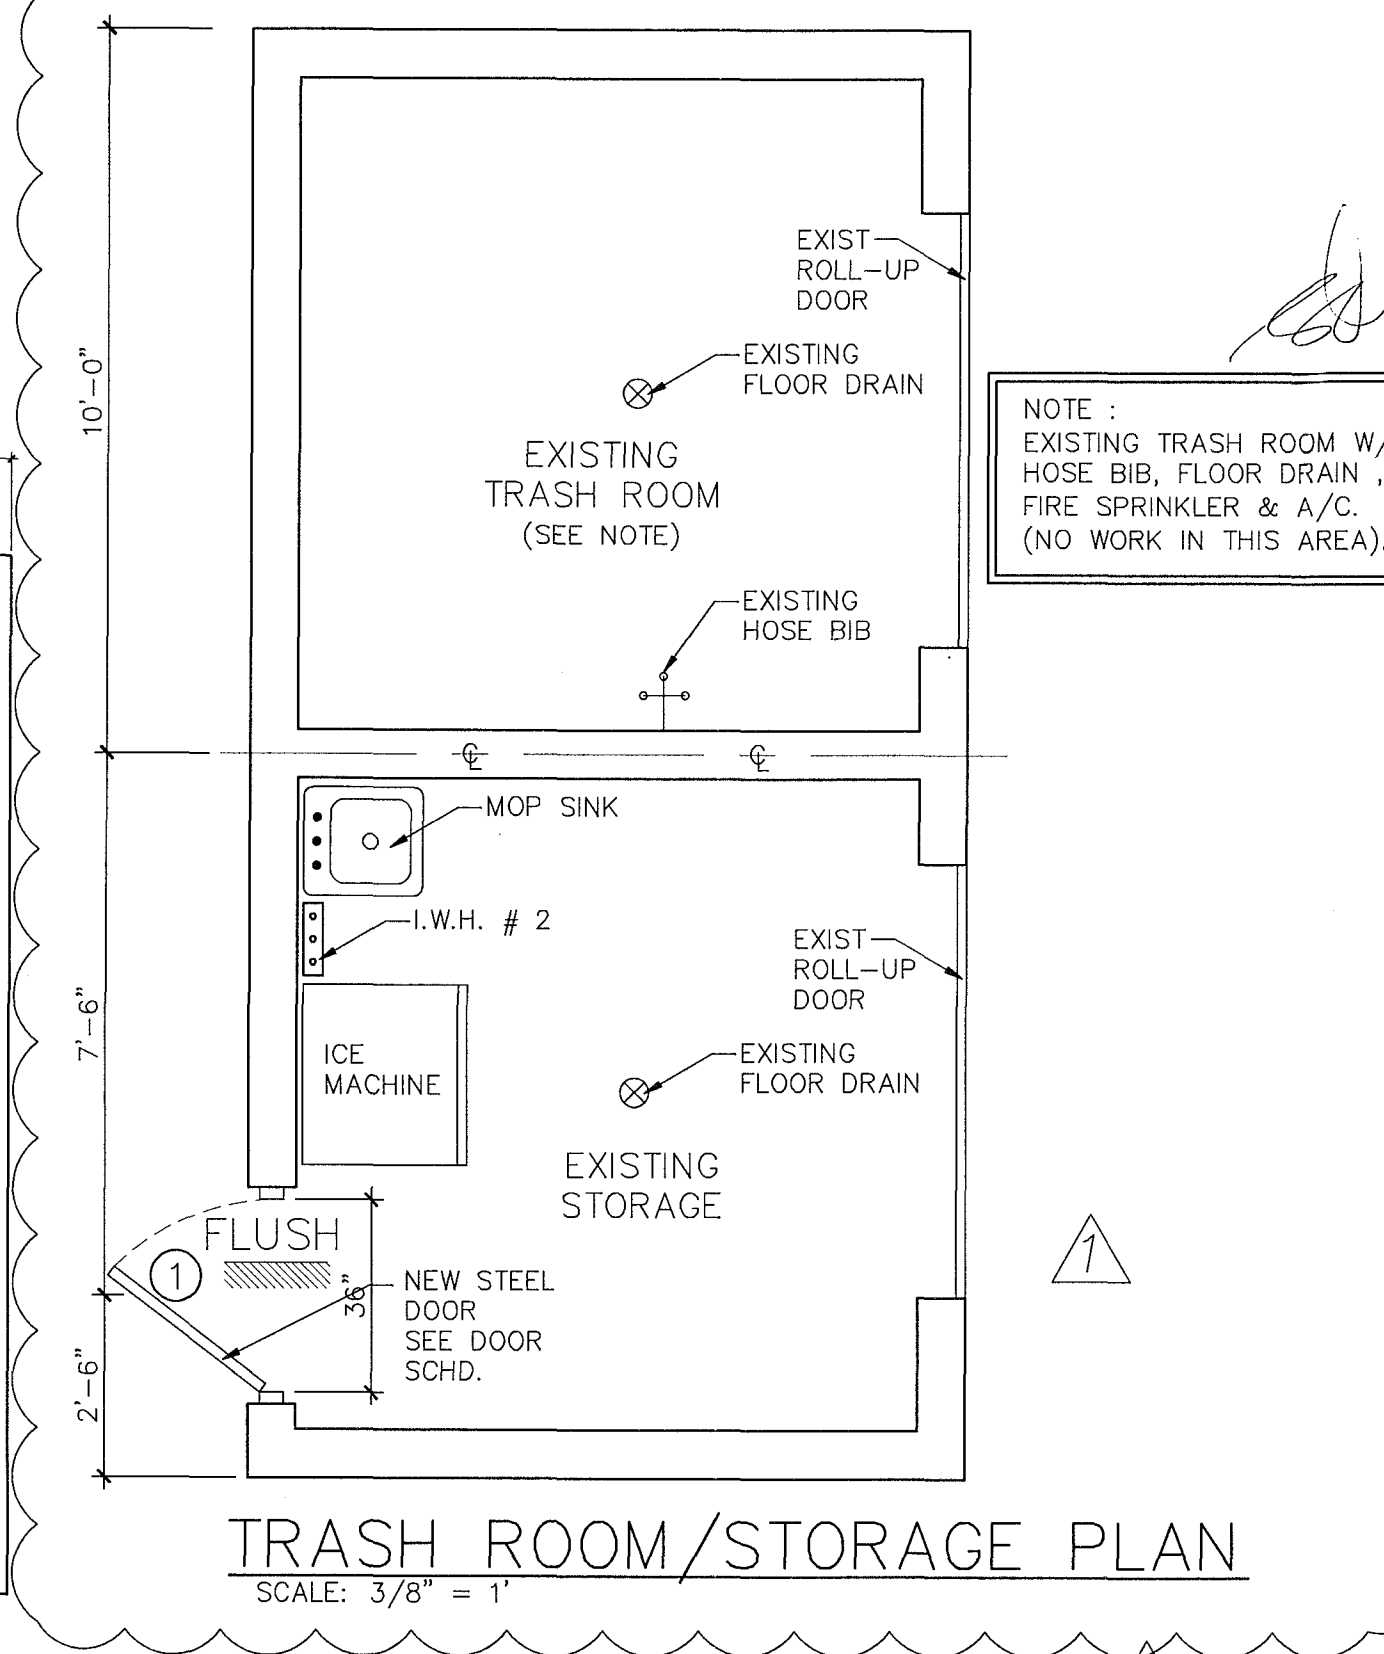 10'-0"
EXIST
ROLL-UP
DOOR
EXISTING
FLOOR DRAIN
EXISTING
TRASH ROOM
(SEE NOTE)
NOTE :
EXISTING TRASH ROOM W/
HOSE BIB, FLOOR DRAIN ,
FIRE SPRINKLER & A/C.
(NO WORK IN THIS AREA).
EXISTING
HOSE BIB
CL
CL
MOP SINK
I.W.H. # 2
7'-6"
EXIST
ROLL-UP
DOOR
ICE
MACHINE
EXISTING
FLOOR DRAIN
EXISTING
STORAGE
FLUSH
1
36"
NEW STEEL
DOOR
SEE DOOR
SCHD.
1
2'-6"
TRASH ROOM/STORAGE PLAN
SCALE: 3/8" = 1'